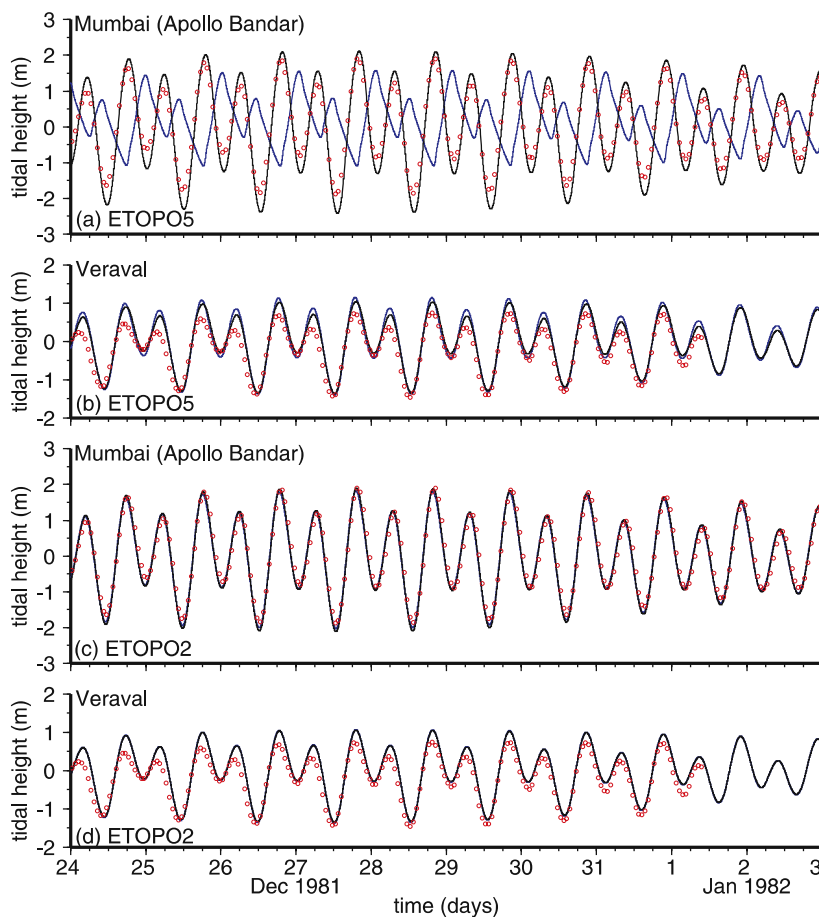 3
Mumbai (Apollo Bandar)
2
1
0
-1
-2
-3
tidal height (m)
(a) ETOPO5
2
Veraval
1
0
-1
-2
tidal height (m)
(b) ETOPO5
3
Mumbai (Apollo Bandar)
2
1
0
-1
-2
-3
tidal height (m)
(c) ETOPO2
2
Veraval
1
0
-1
-2
tidal height (m)
(d) ETOPO2
24 25 26 27 28 29 30 31 1 2 3
Dec 1981 Jan 1982
time (days)